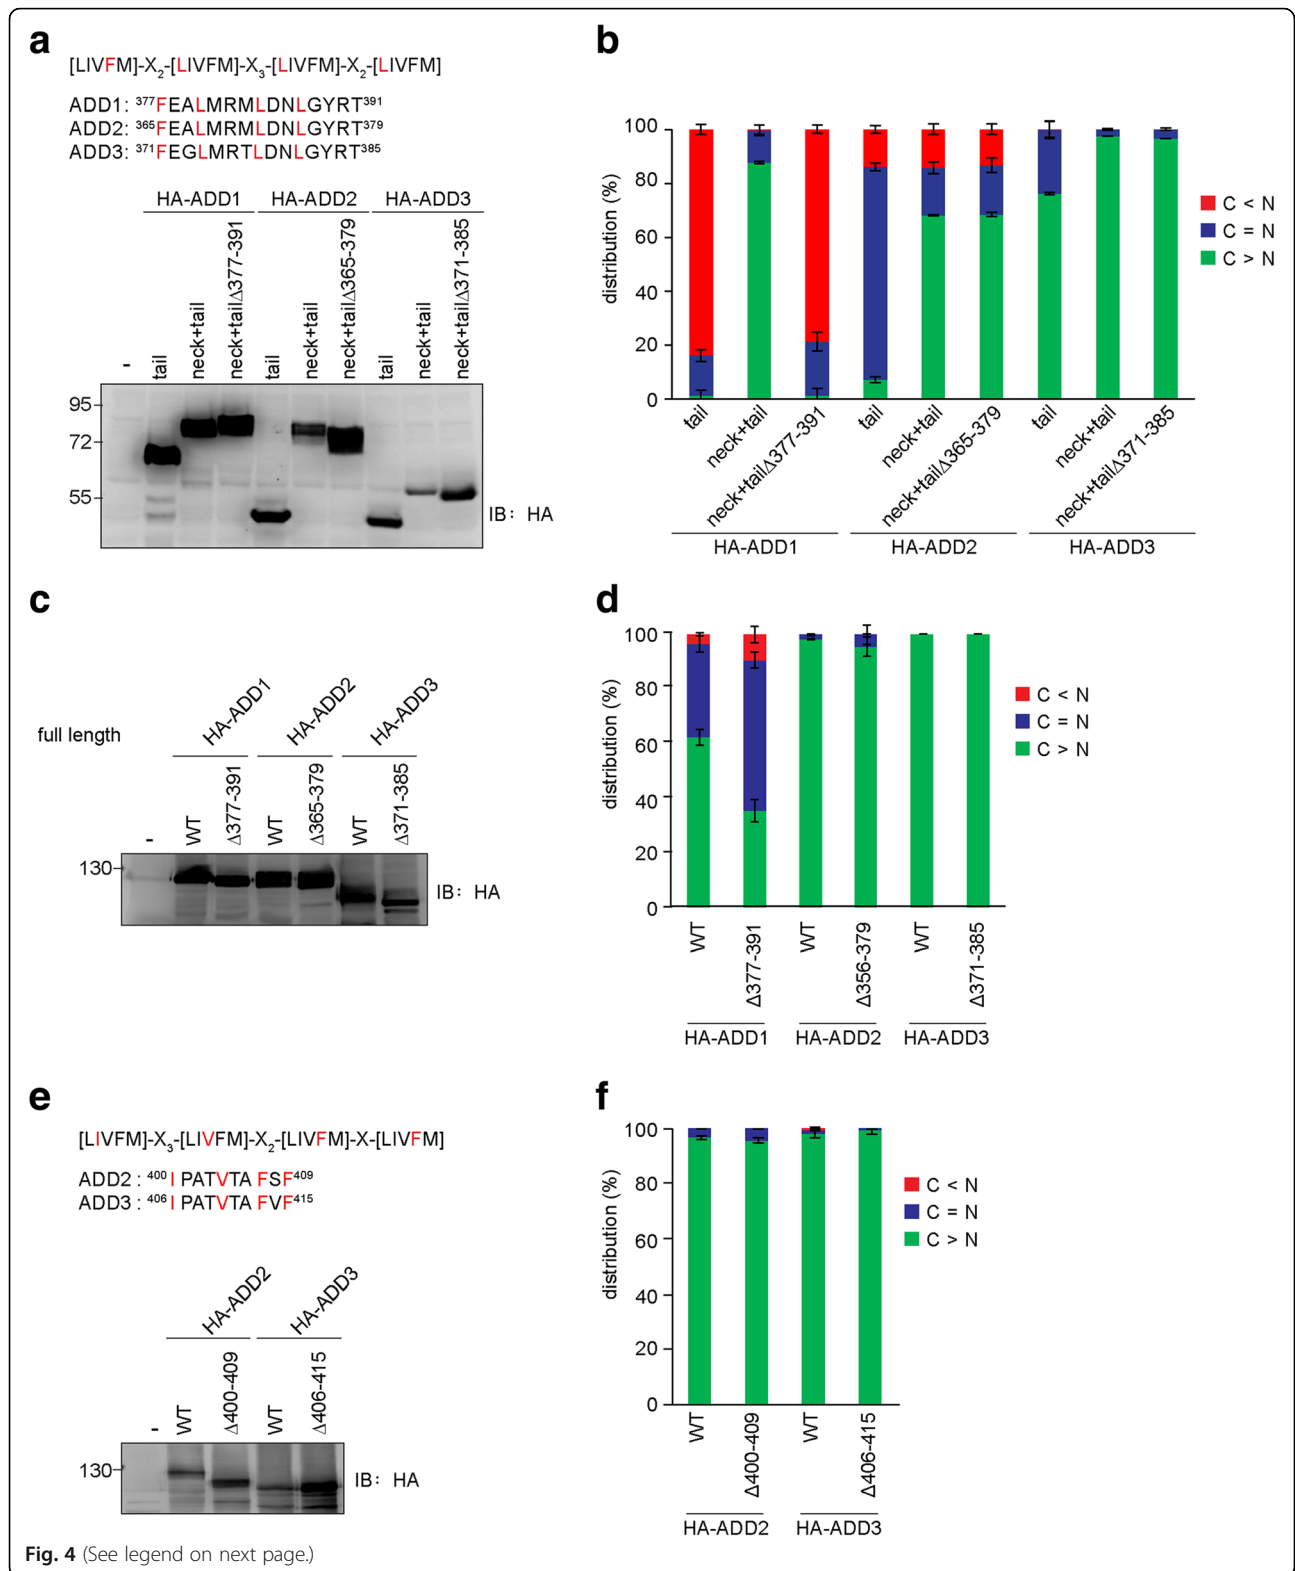 a
[LIVFM]-X2-[LIVFM]-X3-[LIVFM]-X2-[LIVFM]
ADD1: 377FEALMRMLDNLGYRT391
ADD2: 365FEALMRMLDNLGYRT379
ADD3: 371FEGLMRTLDNLGYRT385
HA-ADD1 HA-ADD2 HA-ADD3
- tail neck+tail neck+tailΔ377-391 tail neck+tail neck+tailΔ365-379 tail neck+tail neck+tailΔ371-385
95
72
55
IB: HA
b
distribution (%)
100
80
60
40
20
0
C < N
C = N
C > N
tail neck+tail neck+tailΔ377-391 tail neck+tail neck+tailΔ365-379 tail neck+tail neck+tailΔ371-385
HA-ADD1 HA-ADD2 HA-ADD3
c
full length
HA-ADD1 HA-ADD2 HA-ADD3
- WT Δ377-391 WT Δ365-379 WT Δ371-385
130
IB: HA
d
distribution (%)
100
80
60
40
20
0
C < N
C = N
C > N
WT Δ377-391 WT Δ356-379 WT Δ371-385
HA-ADD1 HA-ADD2 HA-ADD3
e
[LIVFM]-X3-[LIVFM]-X2-[LIVFM]-X-[LIVFM]
ADD2 : 400I PATVTA FSF409
ADD3 : 406I PATVTA FVF415
HA-ADD2 HA-ADD3
- WT Δ400-409 WT Δ406-415
130
IB: HA
f
distribution (%)
100
80
60
40
20
0
C < N
C = N
C > N
WT Δ400-409 WT Δ406-415
HA-ADD2 HA-ADD3
Fig. 4 (See legend on next page.)